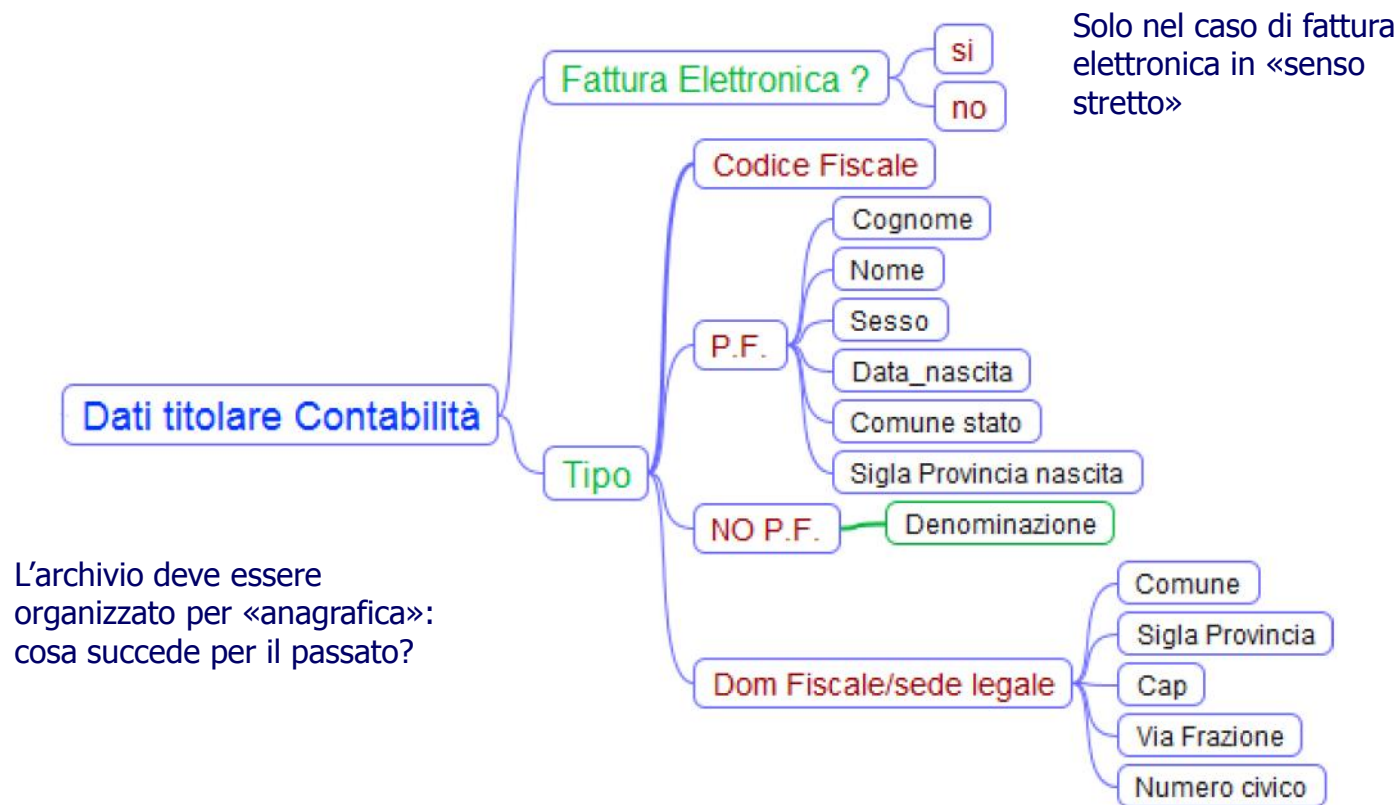 Solo nel caso di fattura
elettronica in «senso
stretto»
Fattura Elettronica ?
si
no
Dati titolare Contabilità
Tipo
Codice Fiscale
P.F.
Cognome
Nome
Sesso
Data_nascita
Comune stato
Sigla Provincia nascita
NO P.F.
Denominazione
Dom Fiscale/sede legale
Comune
Sigla Provincia
Cap
Via Frazione
Numero civico
L’archivio deve essere
organizzato per «anagrafica»:
cosa succede per il passato?